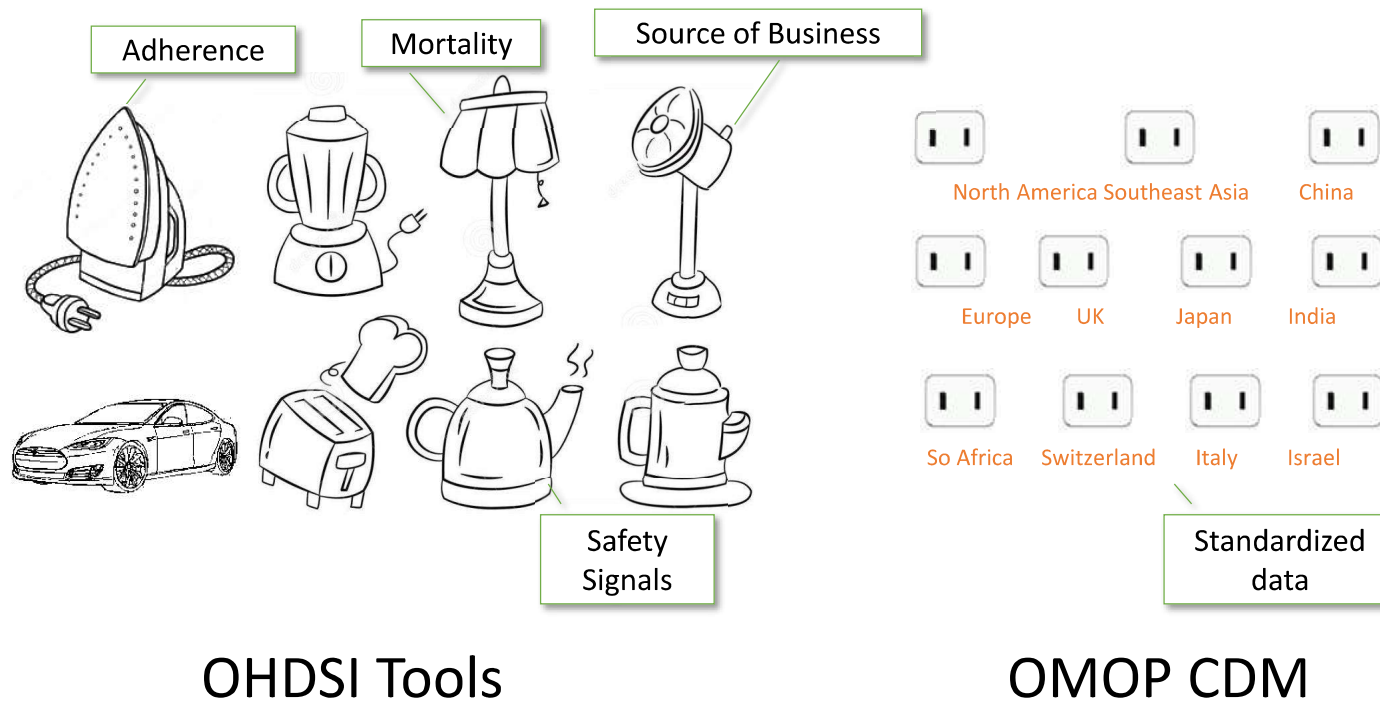 Adherence
Mortality
Source of Business
North America Southeast Asia China
Europe UK Japan India
So Africa Switzerland Italy Israel
Safety
Signals
Standardized
data
OHDSI Tools
OMOP CDM